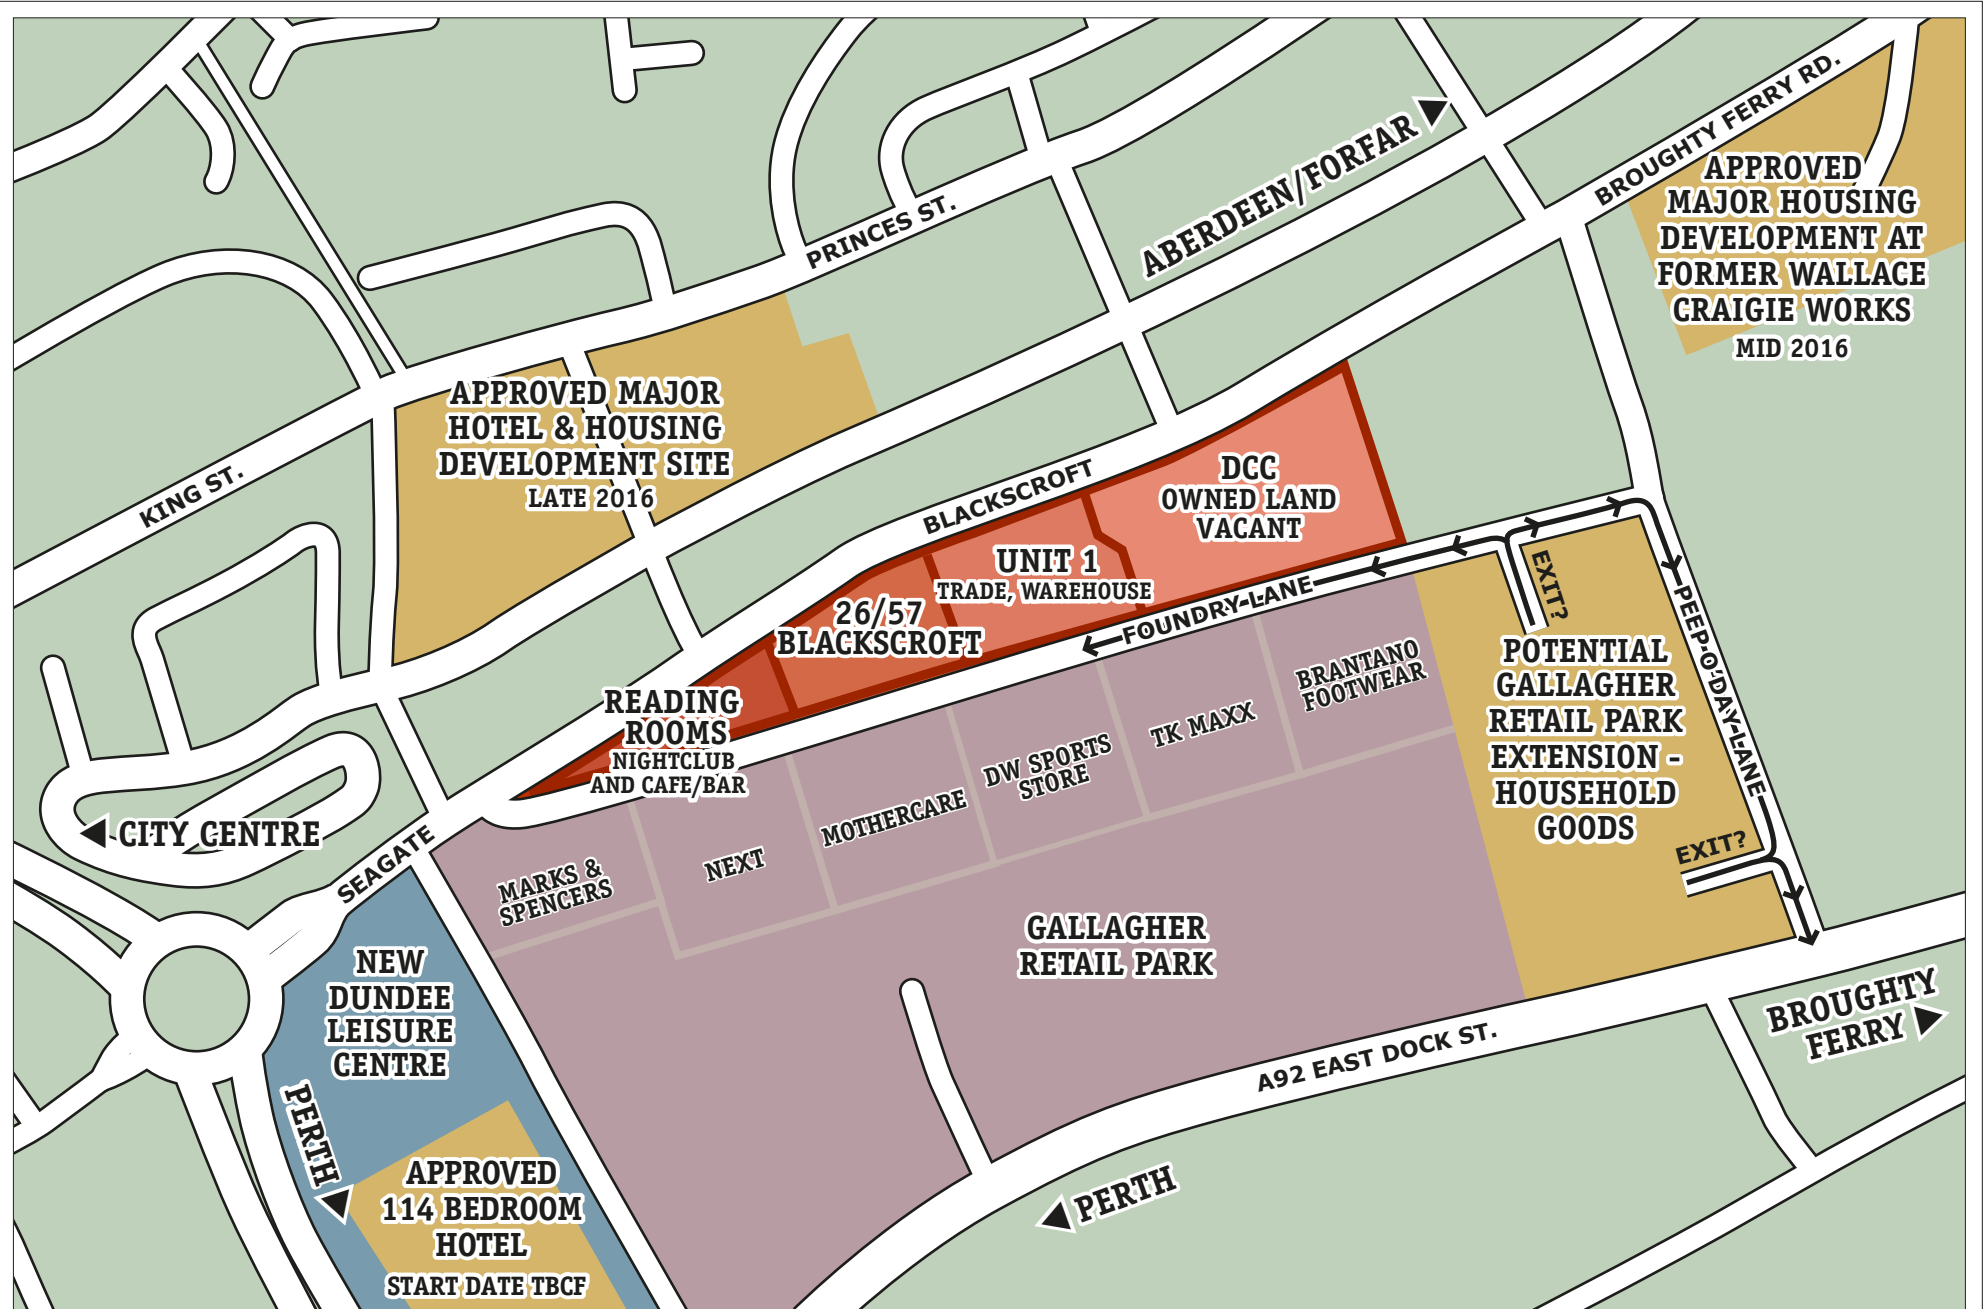 BROUGHTY FERRY RD.
ABERDEEN/FORFAR
APPROVED
MAJOR HOUSING
DEVELOPMENT AT
FORMER WALLACE
CRAIGIE WORKS
MID 2016
PRINCES ST.
APPROVED MAJOR
HOTEL & HOUSING
DEVELOPMENT SITE
LATE 2016
KING ST.
BLACKSCROFT
DCC
OWNED LAND
VACANT
UNIT 1
TRADE, WAREHOUSE
26/57
BLACKSCROFT
FOUNDRY LANE
EXIT?
PEEP-O'DAY-LANE
READING
ROOMS
NIGHTCLUB
AND CAFE/BAR
BRANTANO
FOOTWEAR
TK MAXX
DW SPORTS
STORE
MOTHERCARE
NEXT
MARKS &
SPENCERS
POTENTIAL
GALLAGHER
RETAIL PARK
EXTENSION -
HOUSEHOLD
GOODS
EXIT?
CITY CENTRE
SEAGATE
GALLAGHER
RETAIL PARK
NEW
DUNDEE
LEISURE
CENTRE
BROUGHTY
FERRY
A92 EAST DOCK ST.
PERTH
PERTH
APPROVED
114 BEDROOM
HOTEL
START DATE TBCF